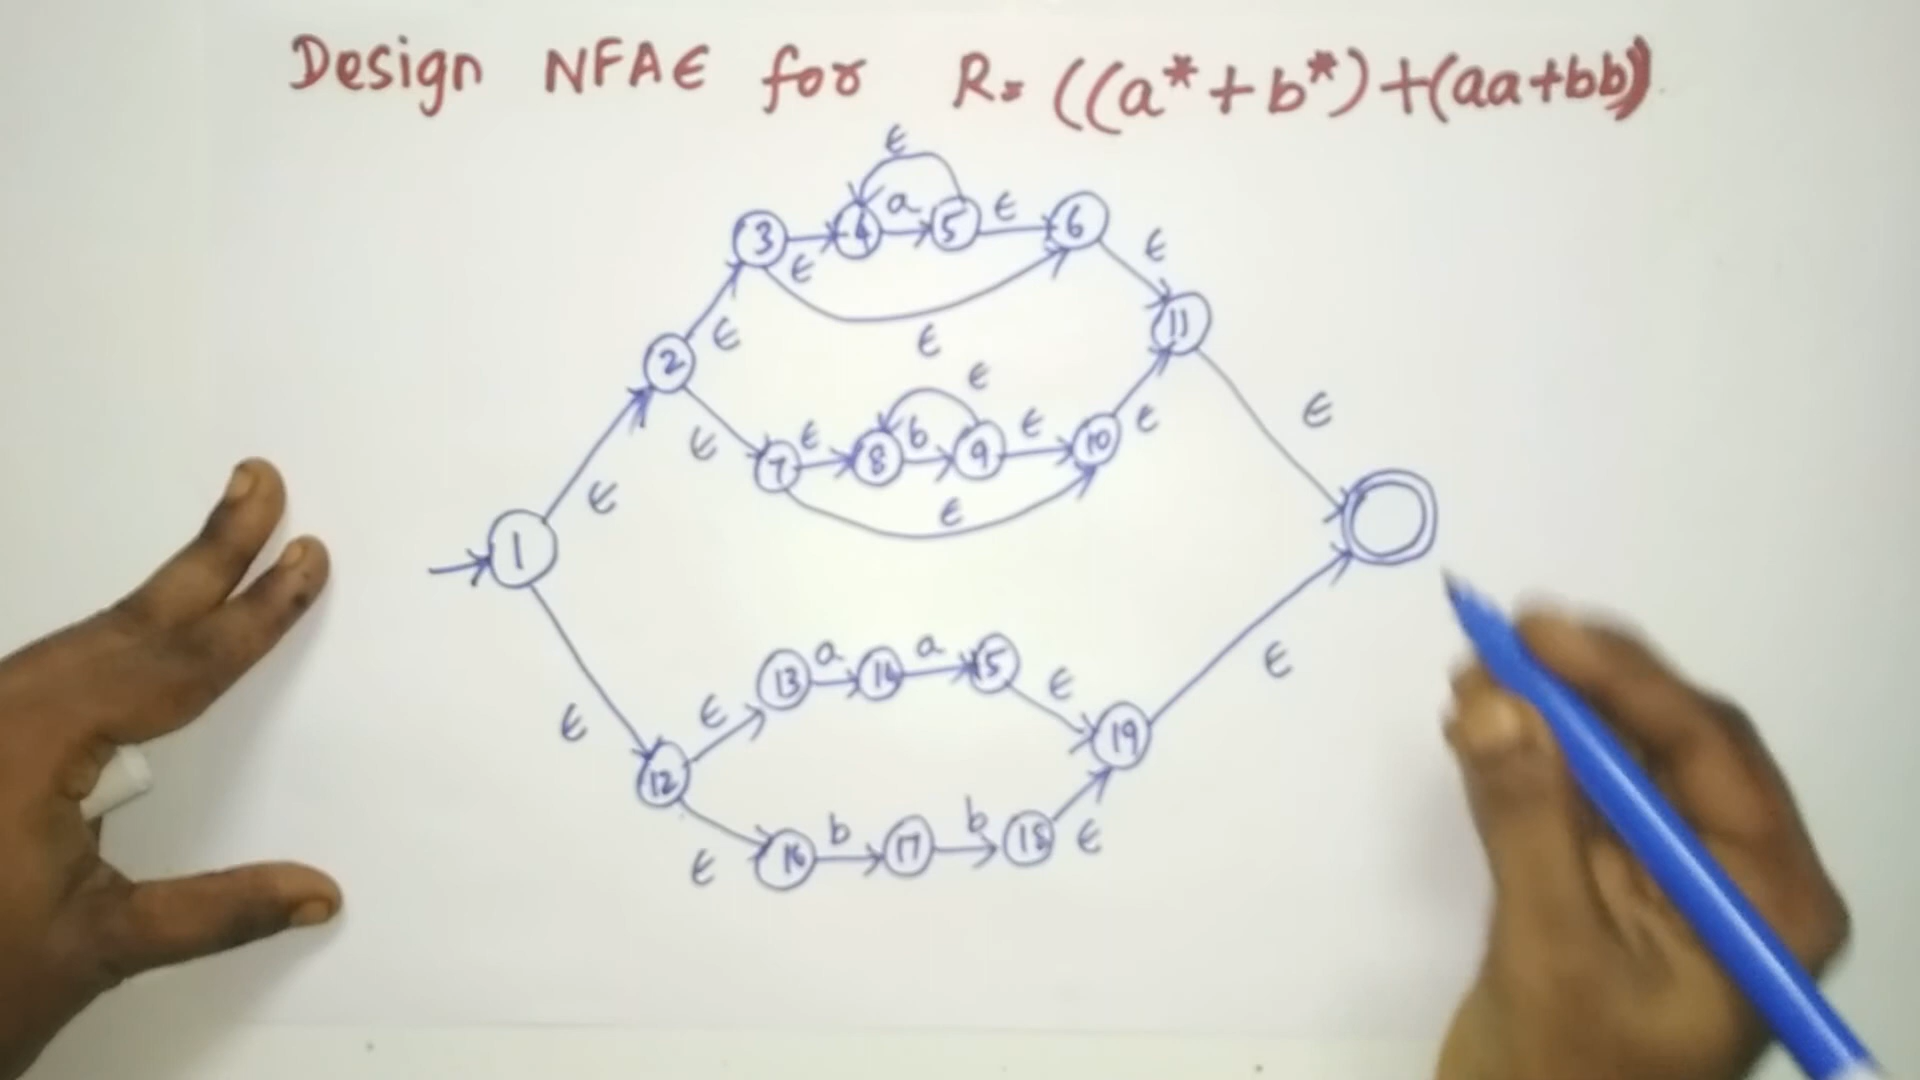 Design NFAE for R= ((a*+b*)+(aa+bb))
ε
3 4 a 5 ε 6
ε ε
2 ε ε 11
ε
ε 7 ε 8 b 9 ε 10 ε ε
ε ε
1
ε 13 a 14 a 15 ε ε
ε
12 19
ε 16 b 17 b 18 ε